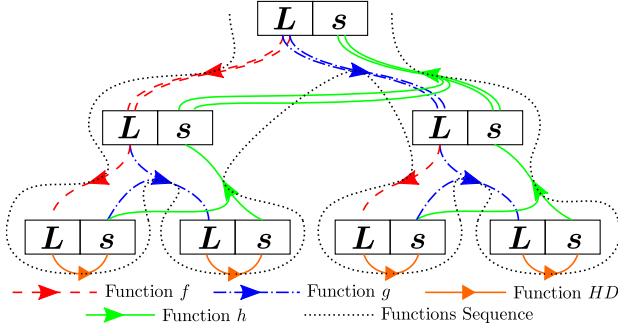 L s
L s L s
L s L s L s L s
Function f Function g Function HD
Function h Functions Sequence